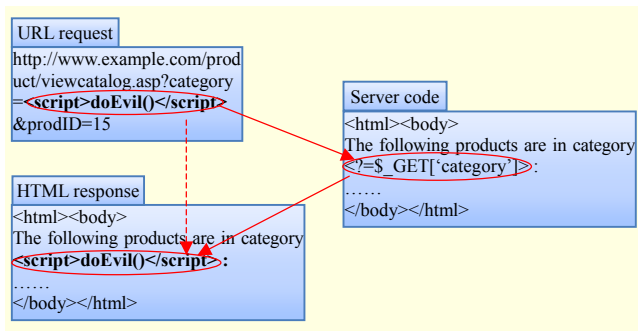 URL request
http://www.example.com/prod
uct/viewcatalog.asp?category
=<script>doEvil()</script>
&prodID=15
Server code
<html><body>
The following products are in category
<?=$_GET[‘category’]> :
……
</body></html>
HTML response
<html><body>
The following products are in category
<script>doEvil()</script> :
……
</body></html>